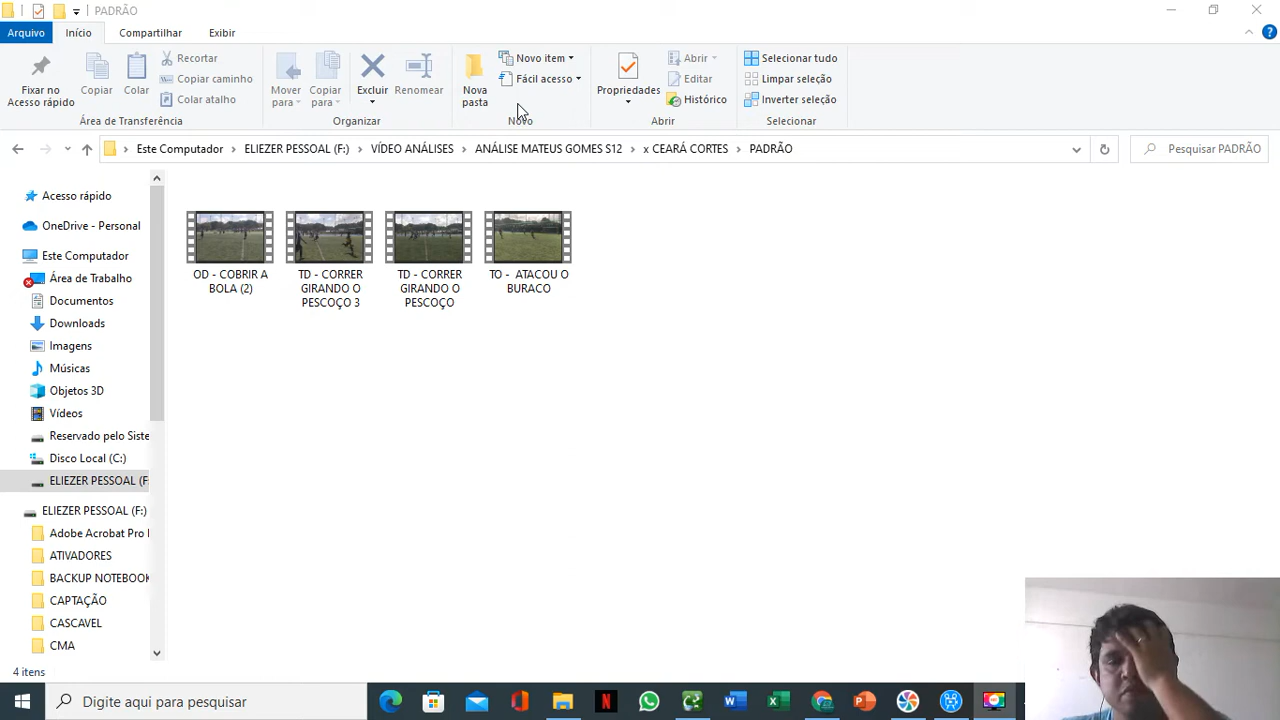 PADRÃO
Arquivo
Início
Compartilhar
Exibir
Fixar no
Acesso rápido
Copiar
Colar
Recortar
Copiar caminho
Colar atalho
Área de Transferência
Mover
para
Copiar
para
Excluir
Renomear
Organizar
Nova
pasta
Novo item
Fácil acesso
Novo
Propriedades
Abrir
Editar
Histórico
Abrir
Selecionar tudo
Limpar seleção
Inverter seleção
Selecionar
Este Computador
ELIEZER PESSOAL (F:)
VÍDEO ANÁLISES
ANÁLISE MATEUS GOMES S12
x CEARÁ CORTES
PADRÃO
Pesquisar PADRÃO
Acesso rápido
OneDrive - Personal
Este Computador
Área de Trabalho
Documentos
Downloads
Imagens
Músicas
Objetos 3D
Vídeos
Reservado pelo Siste
Disco Local (C:)
ELIEZER PESSOAL (F
ELIEZER PESSOAL (F:)
Adobe Acrobat Pro
ATIVADORES
BACKUP NOTEBOOK
CAPTAÇÃO
CASCAVEL
CMA
OD - COBRIR A
BOLA (2)
TD - CORRER
GIRANDO O
PESCOÇO 3
TD - CORRER
GIRANDO O
PESCOÇO
TO - ATACOU O
BURACO
4 itens
Digite aqui para pesquisar